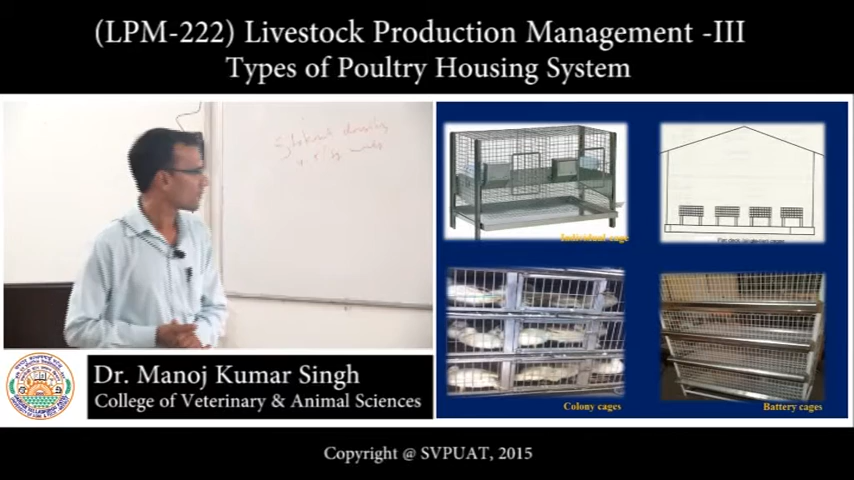 (LPM-222) Livestock Production Management -III
Types of Poultry Housing System
Individual cage
Colony cages
Battery cages
Dr. Manoj Kumar Singh
College of Veterinary & Animal Sciences
Copyright @ SVPUAT, 2015